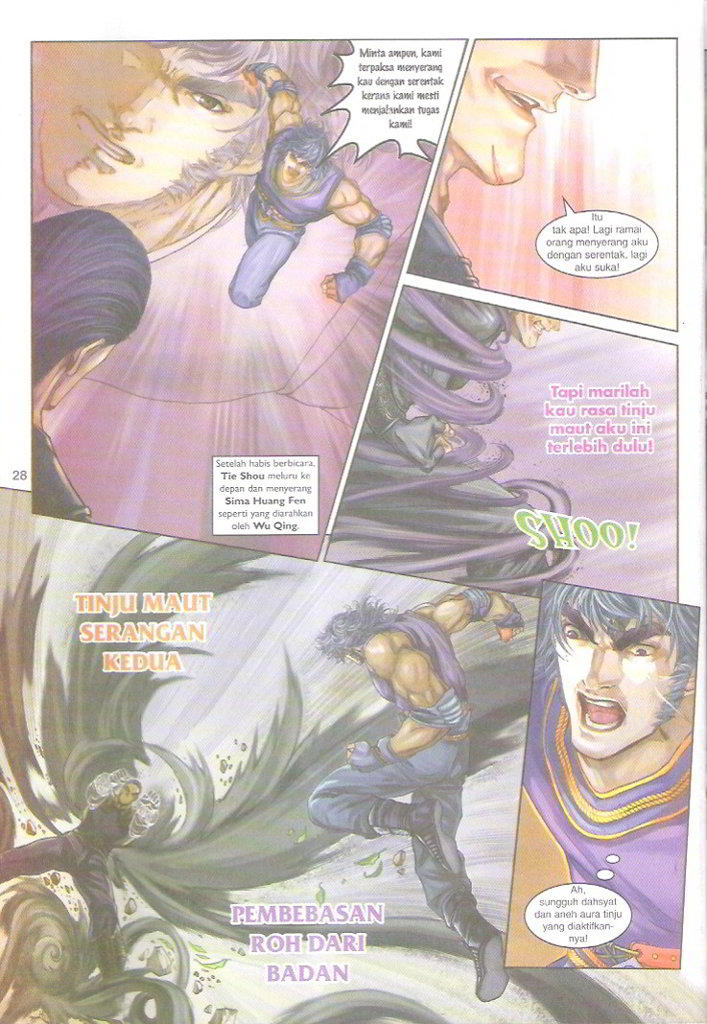 Minta ampun, kami
terpaksa menyerang
kau dengan serentak
kerana kami mesti
menjalankan tugas
kami!
Itu
tak apa! Lagi ramai
orang menyerang aku
dengan serentak, lagi
aku suka!
Setelah habis berbicara,
Tie Shou meluru ke
depan dan menyerang
Sima Huang Fen
seperti yang diarahkan
oleh Wu Qing.
Tapi marilah
kau rasa tinju
maut aku ini
terlebih dulu!
SHOO!
28
TINJU MAUT
SERANGAN
KEDUA
PEMBEBASAN
ROH DARI
BADAN
Ah,
sungguh dahsyat
dan aneh aura tinju
yang diaktifkan-
nya!